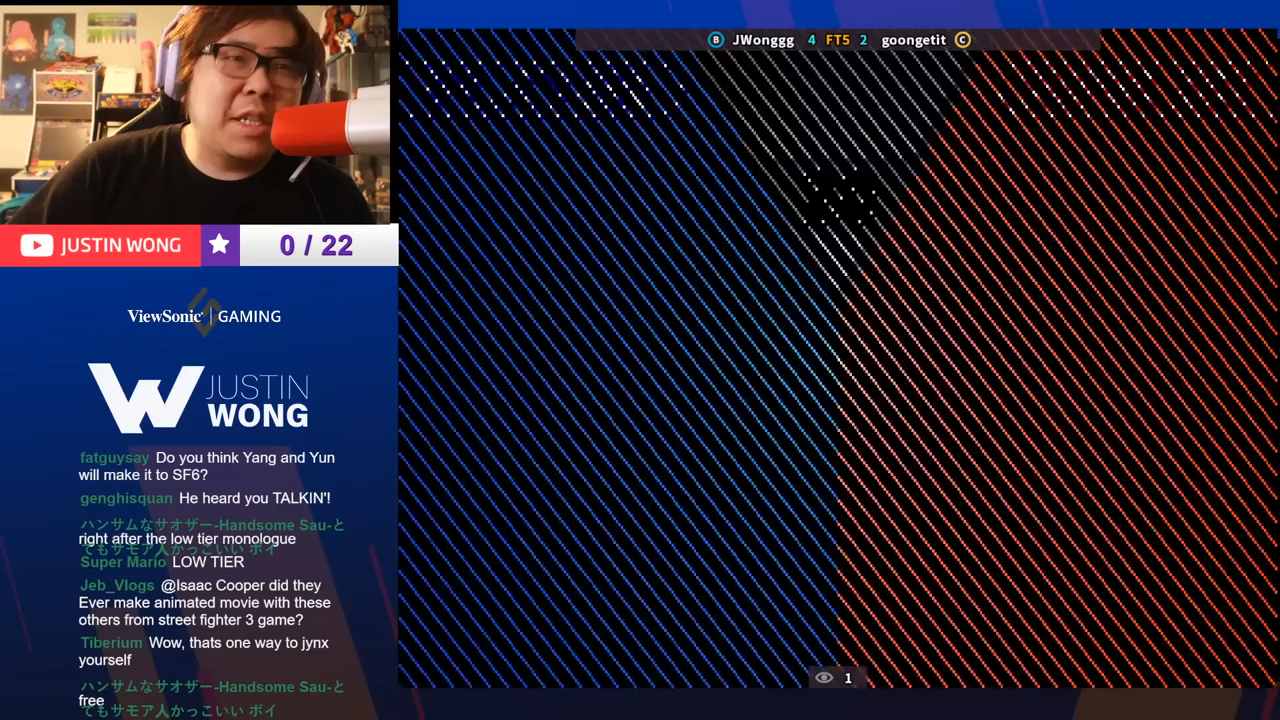 JWonggg 4 FT5 2 goongetit
JUSTIN WONG
0 / 22
ViewSonic GAMING
JUSTIN
WONG
fatguysay Do you think Yang and Yun
will make it to SF6?
genghisquan He heard you TALKIN'!
ハンサムなサオザー-Handsome Sau-と
てもサモア人かっこいい ボイ
right after the low tier monologue
Super Mario LOW TIER
Jeb_Vlogs @Isaac Cooper did they
Ever make animated movie with these
others from street fighter 3 game?
Tiberium Wow, thats one way to jynx
yourself
ハンサムなサオザー-Handsome Sau-と
てもサモア人かっこいい ボイ
free
1